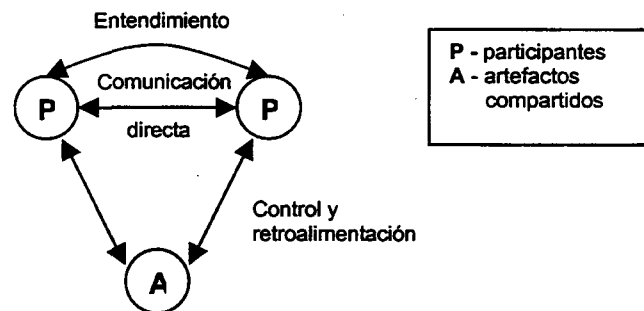 Entendimiento
P - participantes
A - artefactos
compartidos
Comunicación
P
P
directa
Control y
retroalimentación
A